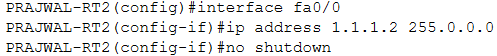 PRAJWAL-RT2(config)#interface fa0/0
PRAJWAL-RT2(config-if)#ip address 1.1.1.2 255.0.0.0
PRAJWAL-RT2(config-if)#no shutdown